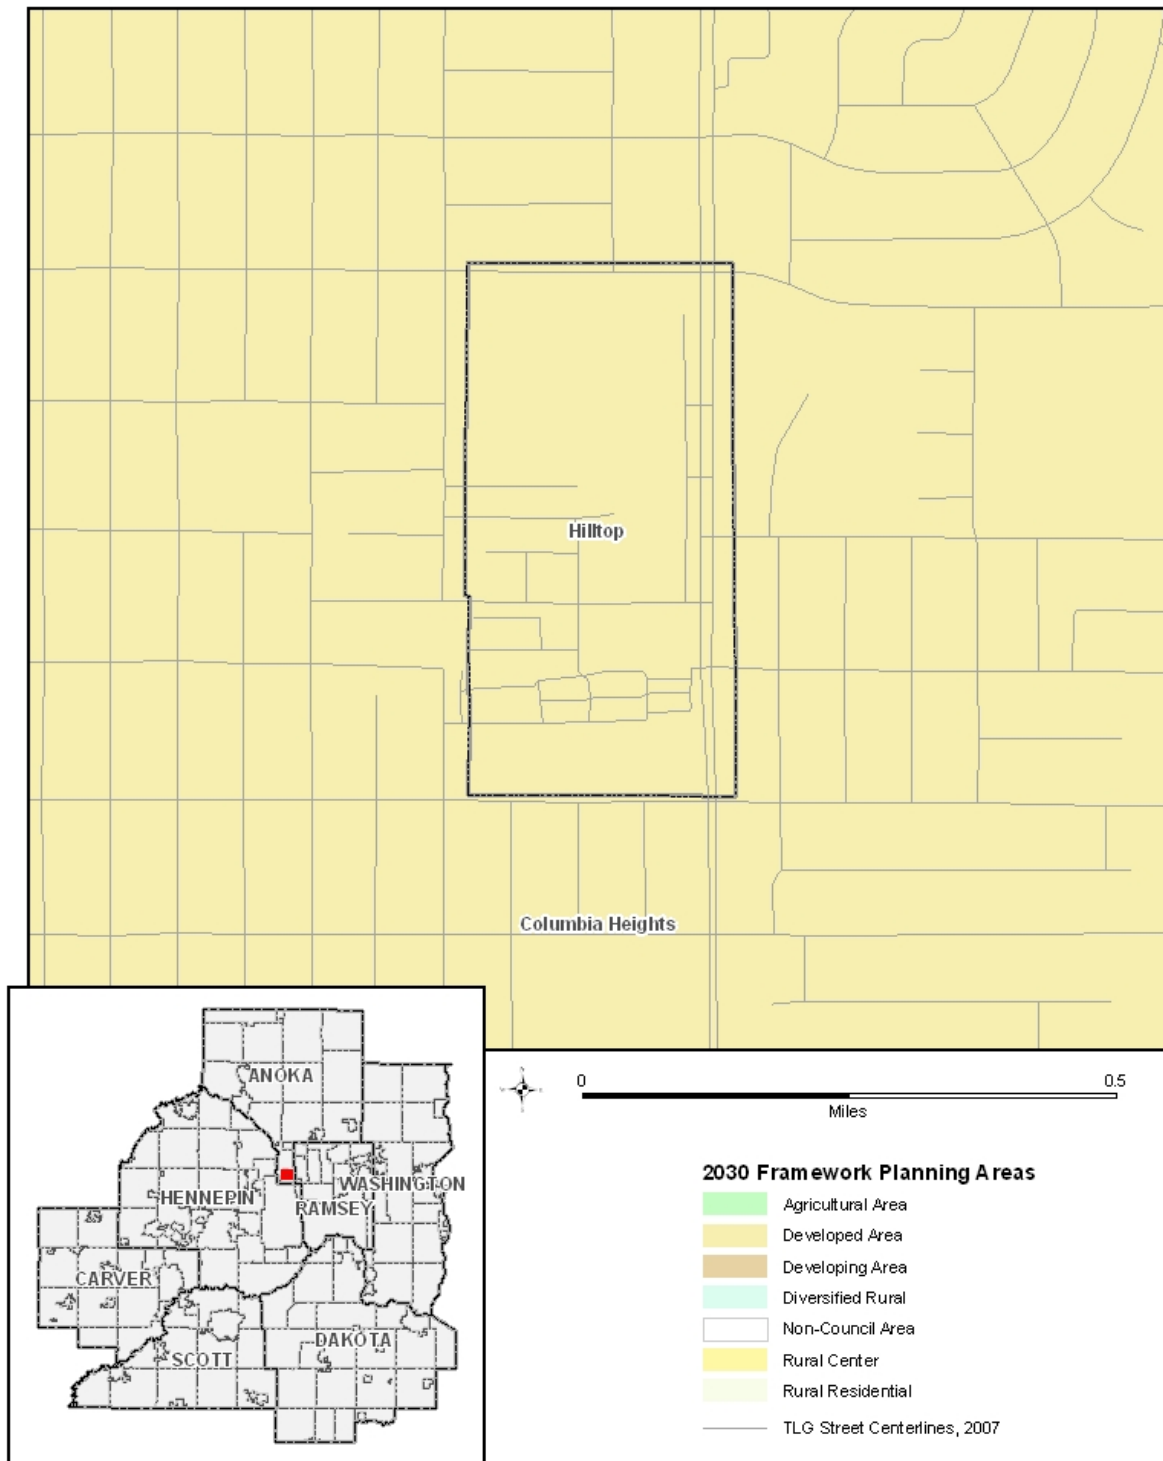 Hilltop
Columbia Heights
ANOKA
HENNEPIN
WASHINGTON
RAMSEY
CARVER
SCOTT
DAKOTA
0 0.5
Miles
2030 Framework Planning Areas
Agricultural Area
Developed Area
Developing Area
Diversified Rural
Non-Council Area
Rural Center
Rural Residential
TLG Street Centerlines, 2007